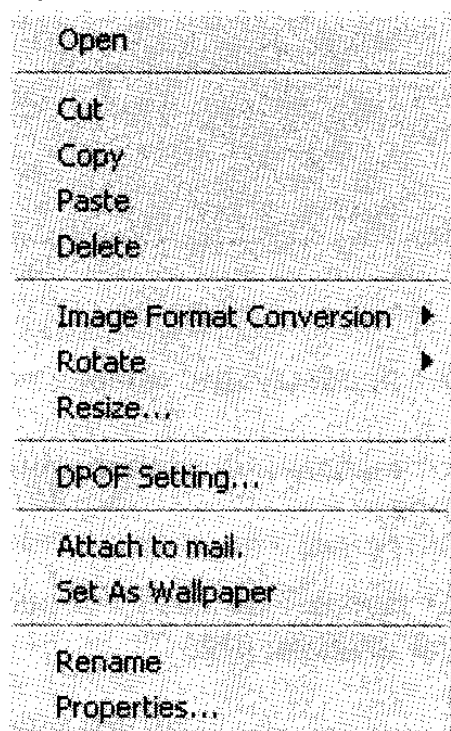 Open
Cut
Copy
Paste
Delete
Image Format Conversion
Rotate
Resize...
DPOF Setting...
Attach to mail.
Set As Wallpaper
Rename
Properties...